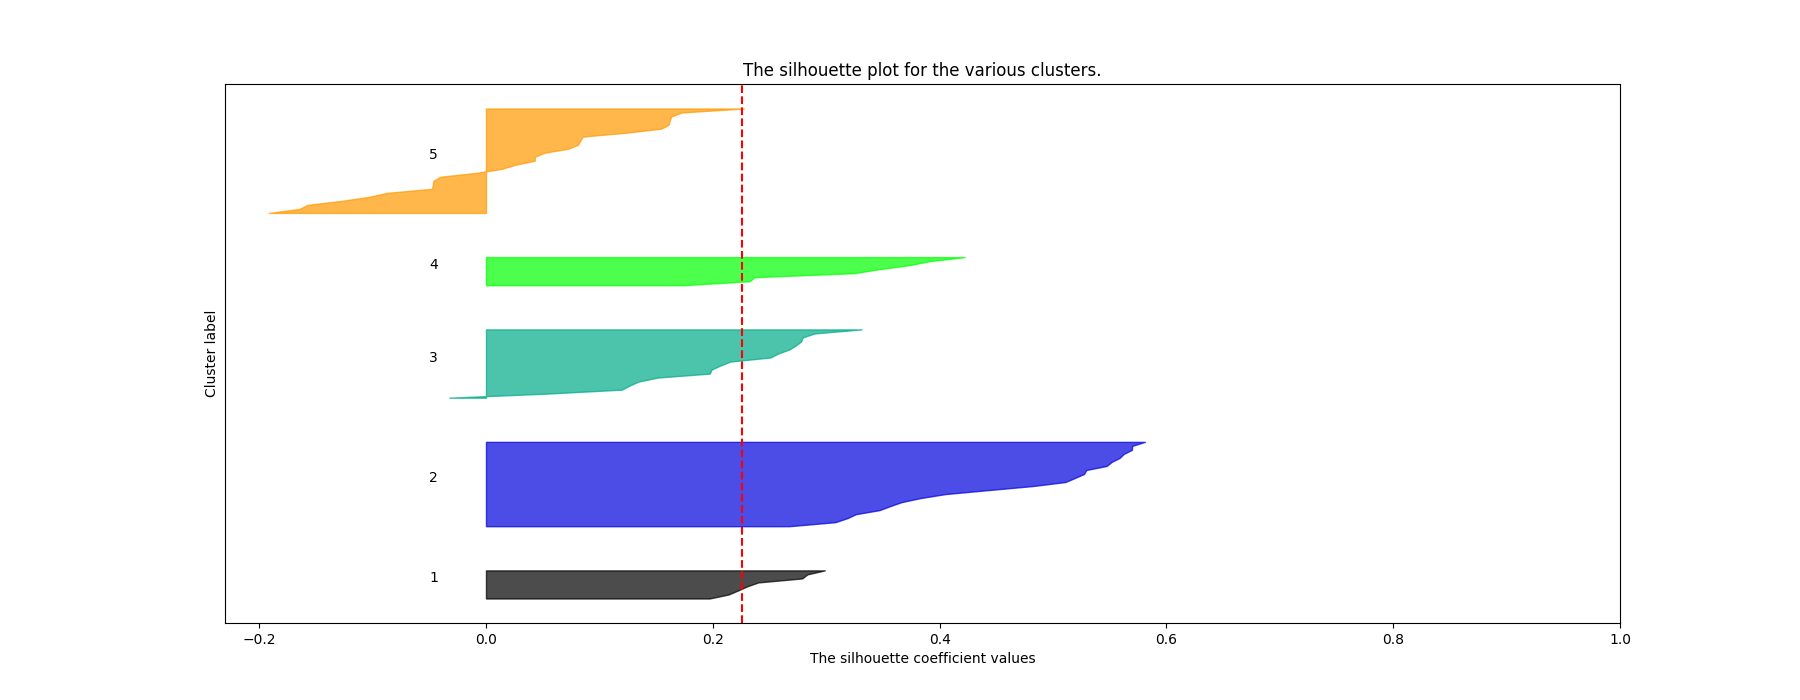 The silhouette plot for the various clusters.
5
4
3
2
1
Cluster label
−0.2 0.0 0.2 0.4 0.6 0.8 1.0
The silhouette coefficient values